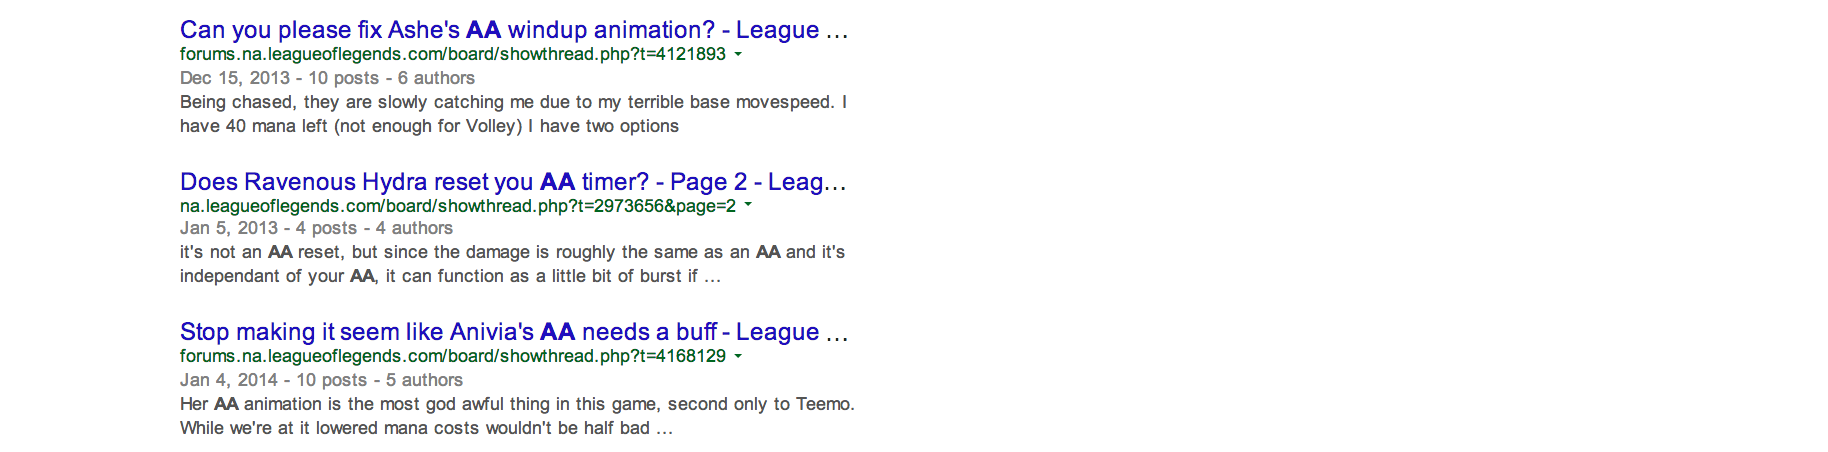 Can you please fix Ashe's AA windup animation? - League ...
forums.na.leagueoflegends.com/board/showthread.php?t=4121893
Dec 15, 2013 - 10 posts - 6 authors
Being chased, they are slowly catching me due to my terrible base movespeed. I
have 40 mana left (not enough for Volley) I have two options
Does Ravenous Hydra reset you AA timer? - Page 2 - Leag...
na.leagueoflegends.com/board/showthread.php?t=2973656&page=2
Jan 5, 2013 - 4 posts - 4 authors
it's not an AA reset, but since the damage is roughly the same as an AA and it's
independant of your AA, it can function as a little bit of burst if ...
Stop making it seem like Anivia's AA needs a buff - League ...
forums.na.leagueoflegends.com/board/showthread.php?t=4168129
Jan 4, 2014 - 10 posts - 5 authors
Her AA animation is the most god awful thing in this game, second only to Teemo.
While we're at it lowered mana costs wouldn't be half bad ...